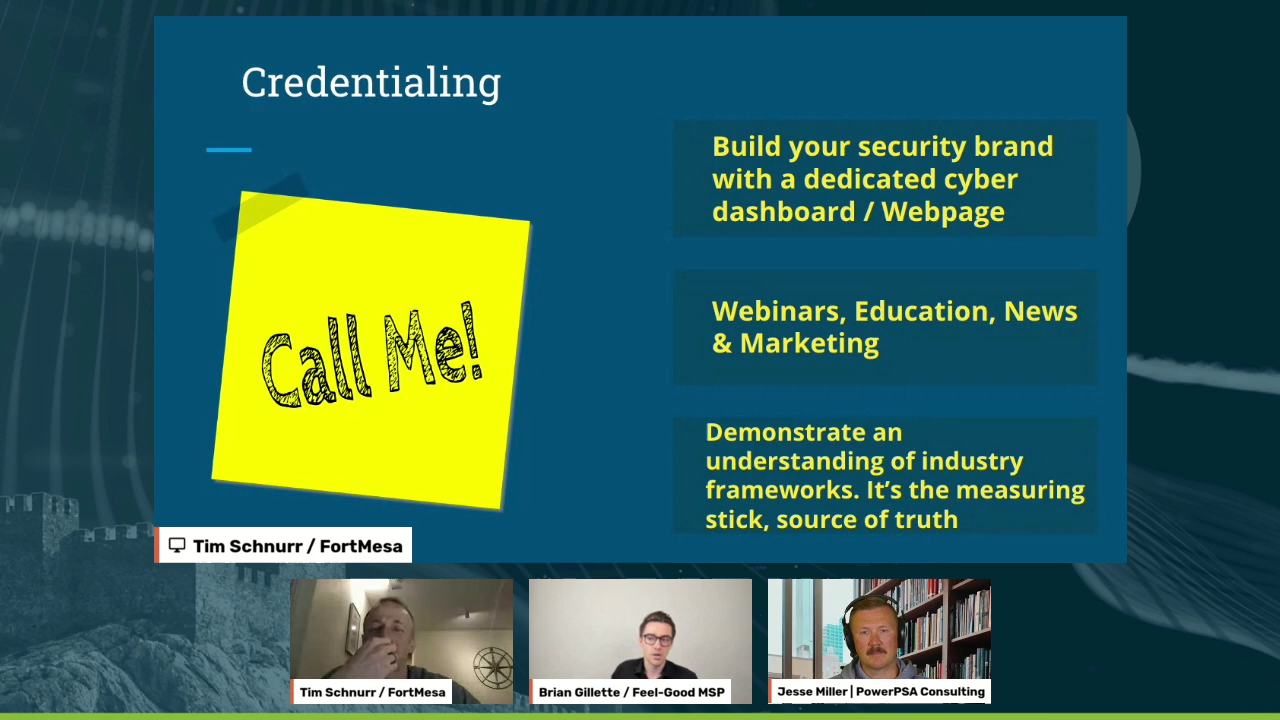 Credentialing
Build your security brand
with a dedicated cyber
dashboard / Webpage
Call Me!
Webinars, Education, News
& Marketing
Demonstrate an
understanding of industry
frameworks. It’s the measuring
stick, source of truth
Tim Schnurr / FortMesa
Tim Schnurr / FortMesa
Brian Gillette / Feel-Good MSP
Jesse Miller | PowerPSA Consulting